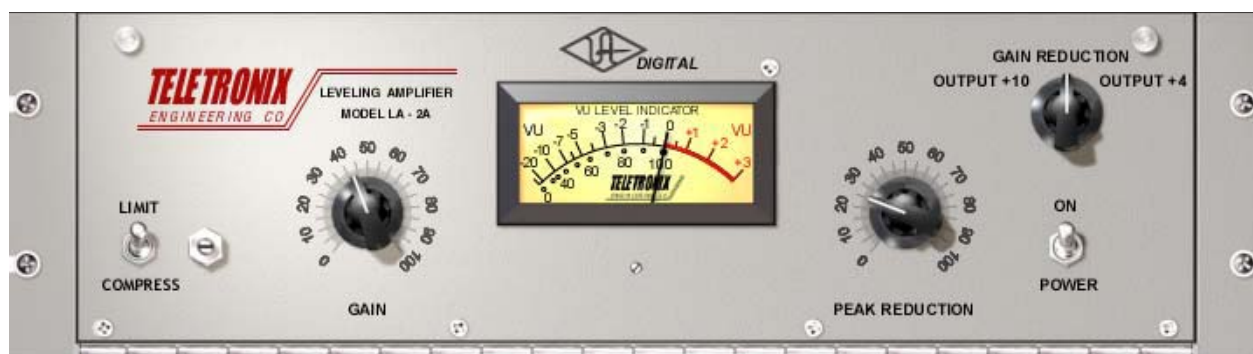 TELETRONIX
ENGINEERING CO
LEVELING AMPLIFIER
MODEL LA - 2A
LIMIT
COMPRESS
0 10 20 30 40 50 60 70 80 90 100
GAIN
UA
DIGITAL
VU LEVEL INDICATOR
VU VU
-20 -10 -7 -5 -3 -2 -1 0 +1 +2 +3
0 40 60 80 100
TELETRONIX
0 10 20 30 40 50 60 70 80 90 100
PEAK REDUCTION
GAIN REDUCTION
OUTPUT +10 OUTPUT +4
ON
POWER